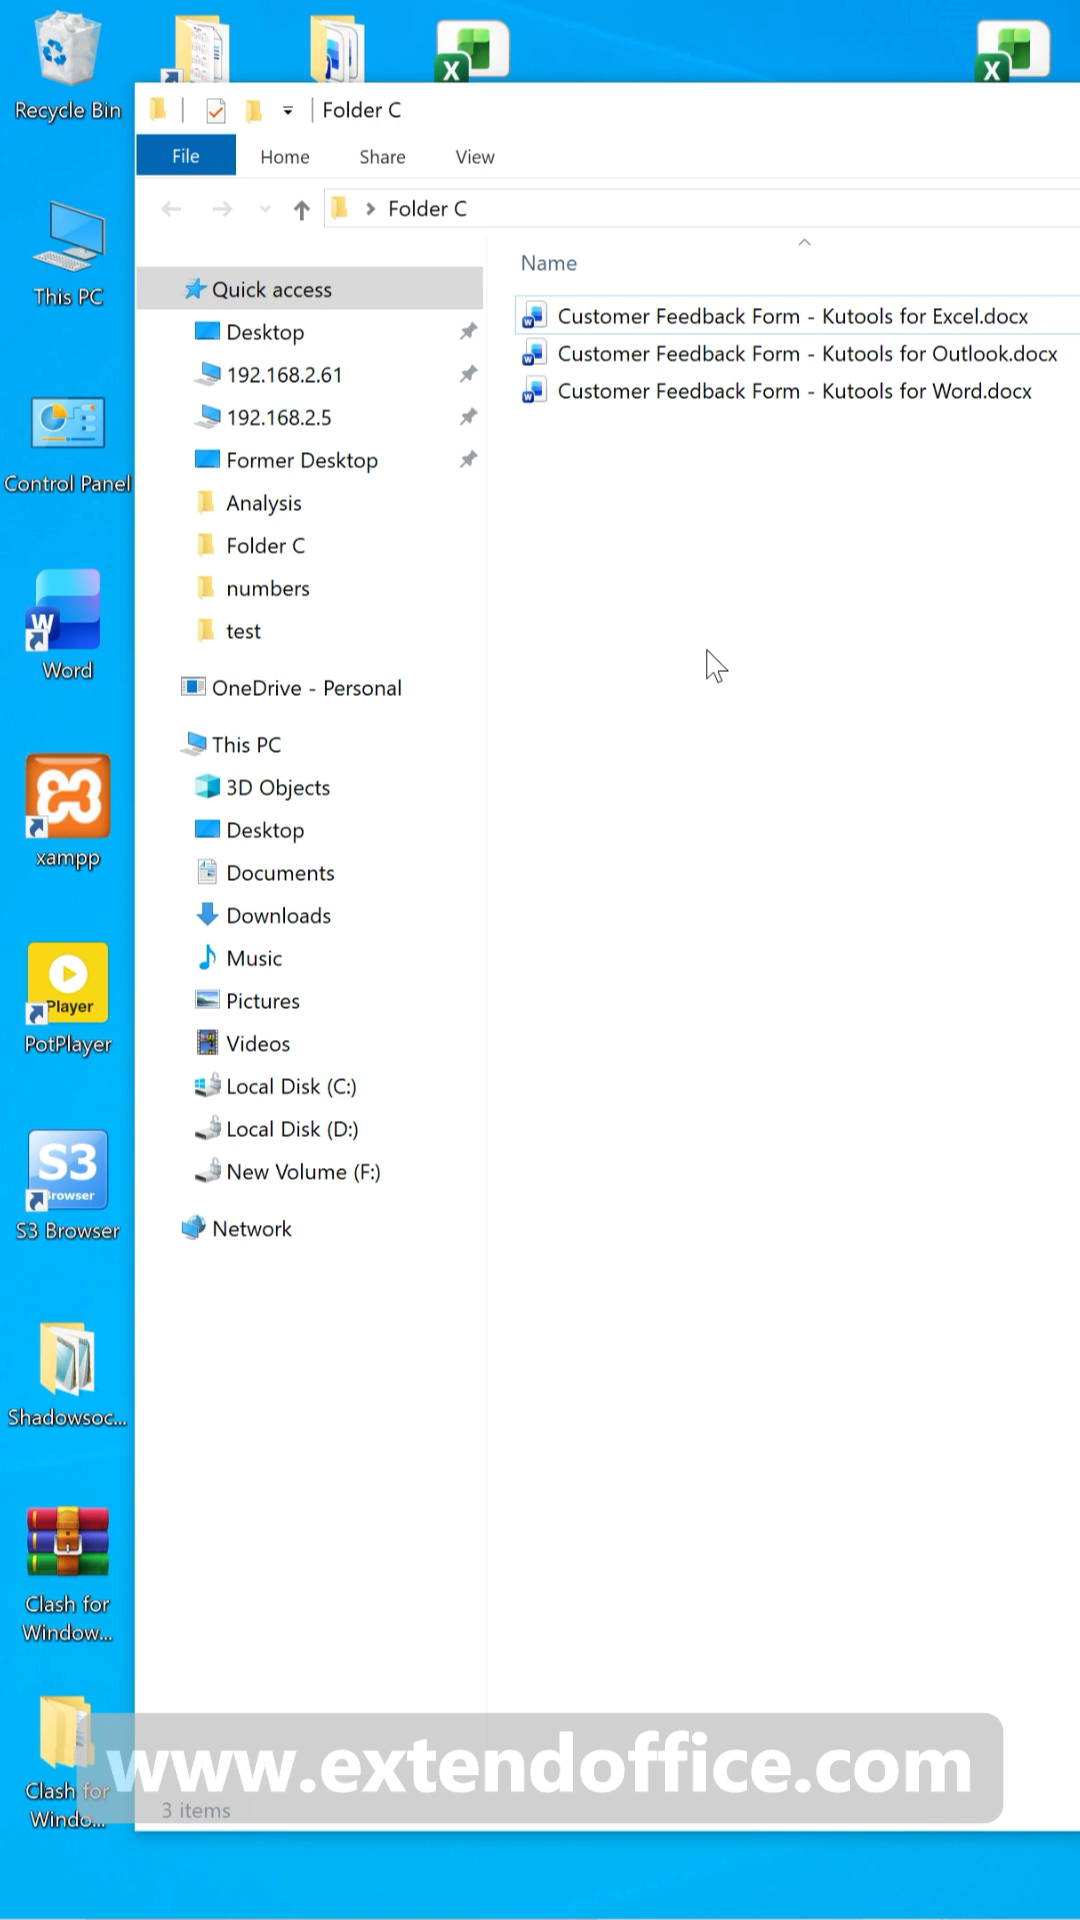 Recycle Bin
This PC
Control Panel
Word
xampp
Player
PotPlayer
S3
Browser
S3 Browser
Shadowsoc...
Clash for
Window...
Clash for
Windo...
Folder C
File
Home
Share
View
Folder C
Quick access
Desktop
192.168.2.61
192.168.2.5
Former Desktop
Analysis
Folder C
numbers
test
OneDrive - Personal
This PC
3D Objects
Desktop
Documents
Downloads
Music
Pictures
Videos
Local Disk (C:)
Local Disk (D:)
New Volume (F:)
Network
Name
Customer Feedback Form - Kutools for Excel.docx
Customer Feedback Form - Kutools for Outlook.docx
Customer Feedback Form - Kutools for Word.docx
www.extendoffice.com
3 items